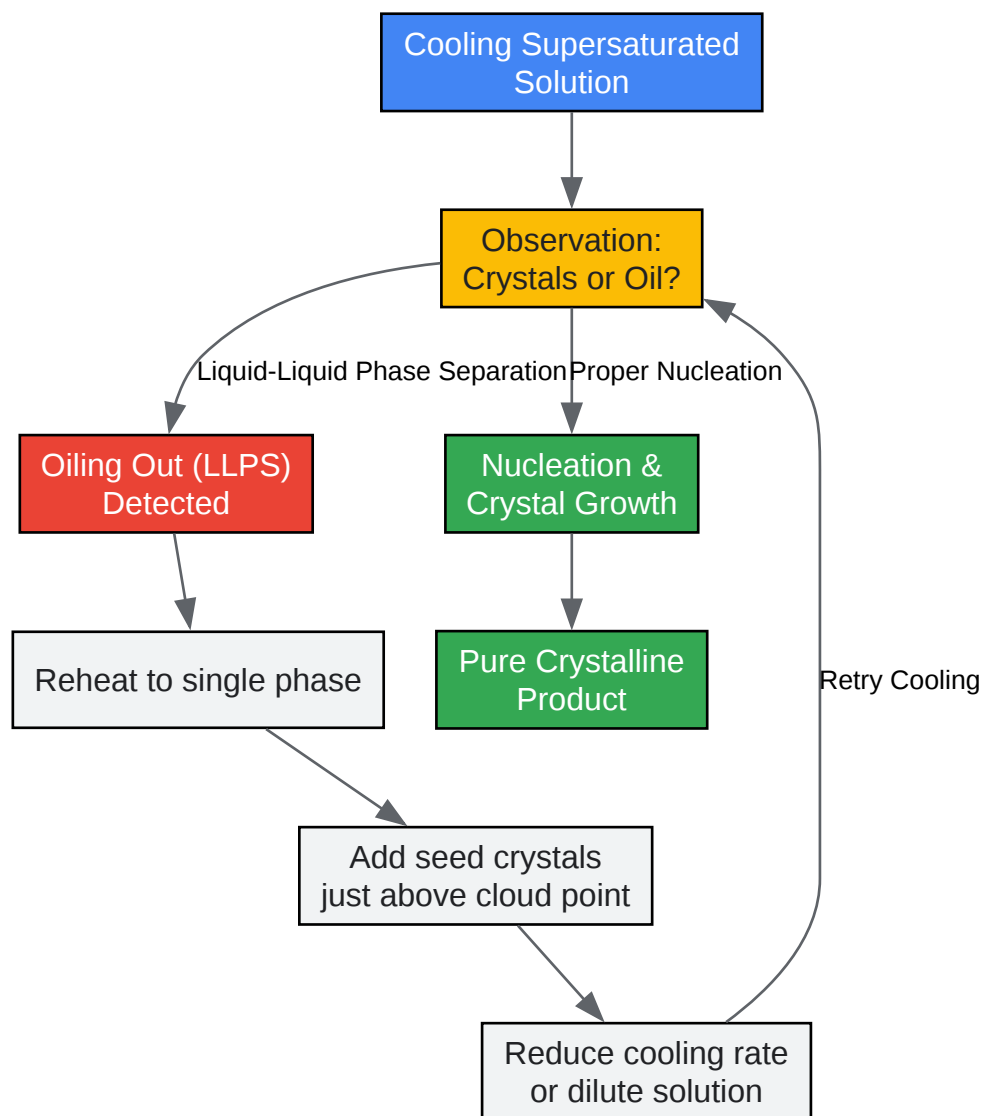 Cooling Supersaturated
Solution
Observation:
Crystals or Oil?
Liquid-Liquid Phase Separation
Proper Nucleation
Oiling Out (LLPS)
Detected
Nucleation &
Crystal Growth
Reheat to single phase
Pure Crystalline
Product
Retry Cooling
Add seed crystals
just above cloud point
Reduce cooling rate
or dilute solution